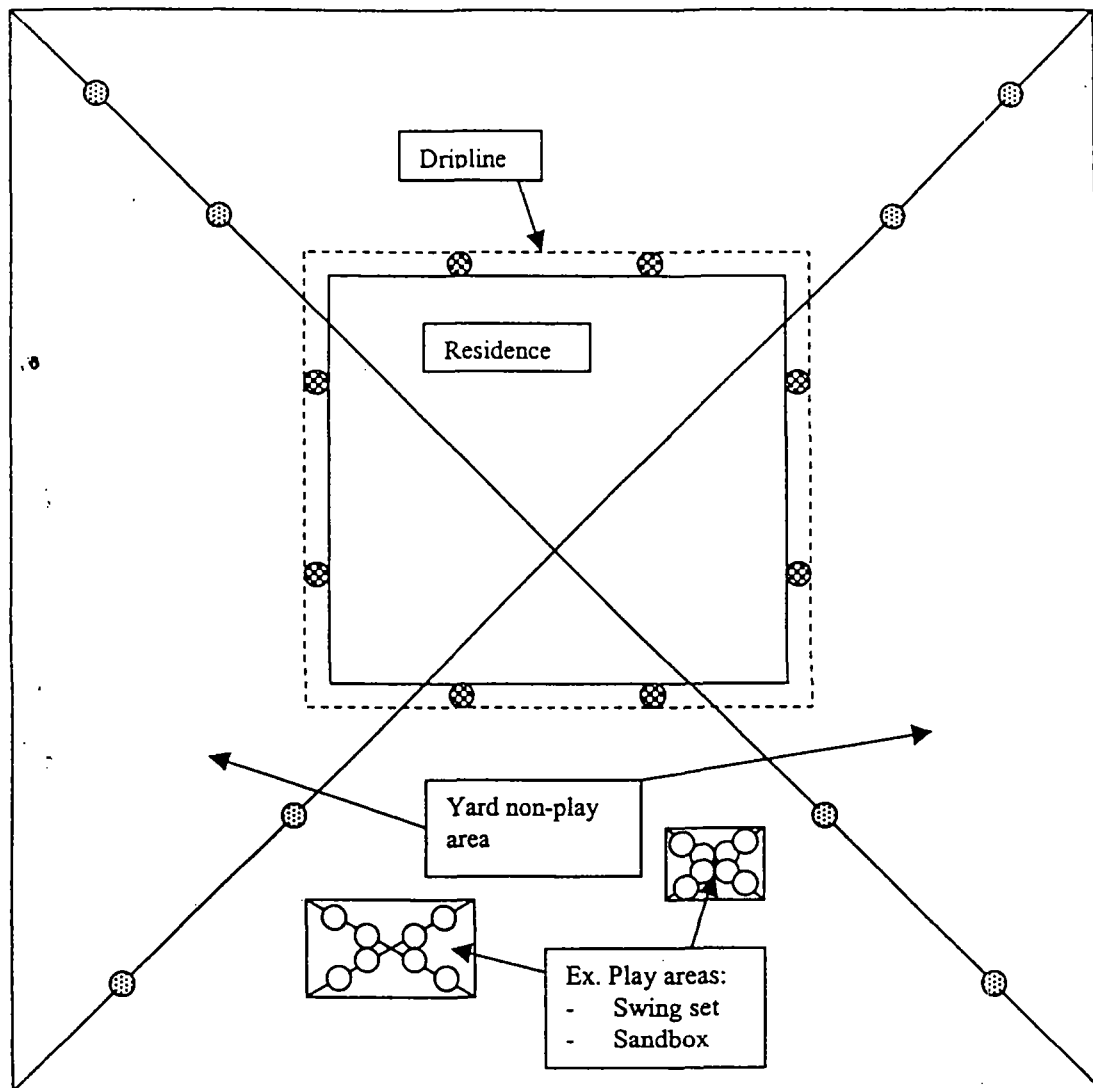 Dripline
Residence
Yard non-play
area
Ex. Play areas:
- Swing set
- Sandbox